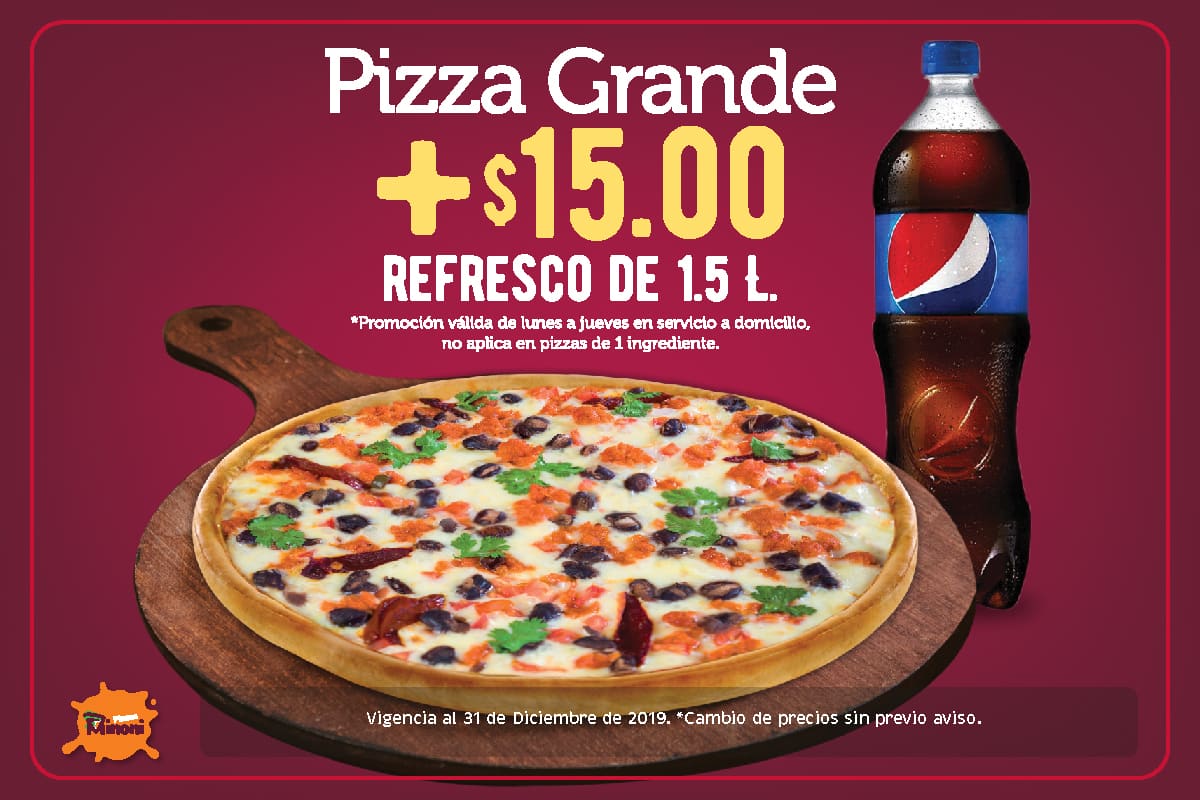 Pizza Grande
+$15.00
REFRESCO DE 1.5 L.
*Promoción válida de lunes a jueves en servicio a domicilio,
no aplica en pizzas de 1 ingrediente.
Vigencia al 31 de Diciembre de 2019. *Cambio de precios sin previo aviso.